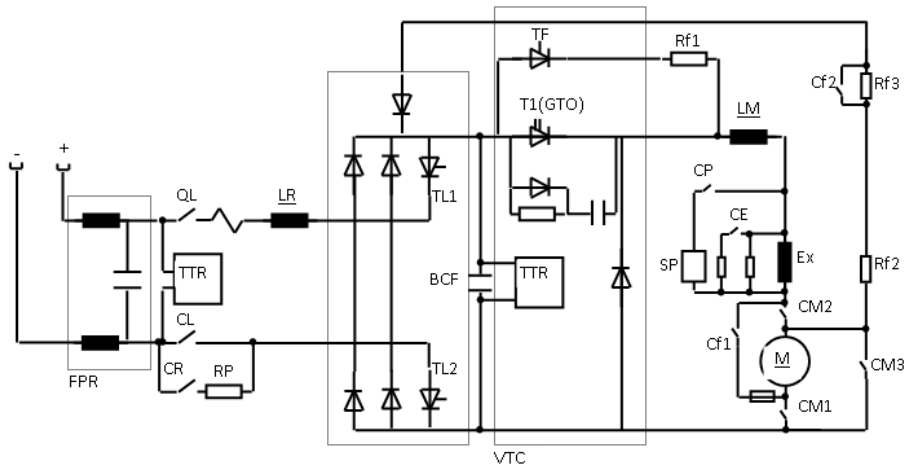 TF
Rf1
Cf2
Rf3
T1(GTO)
LM
- +
QL
LR
TL1
CP
CE
TTR
BCF
TTR
SP
Ex
Rf2
CL
CM2
Cf1
CR
RP
TL2
M
CM3
FPR
CM1
VTC